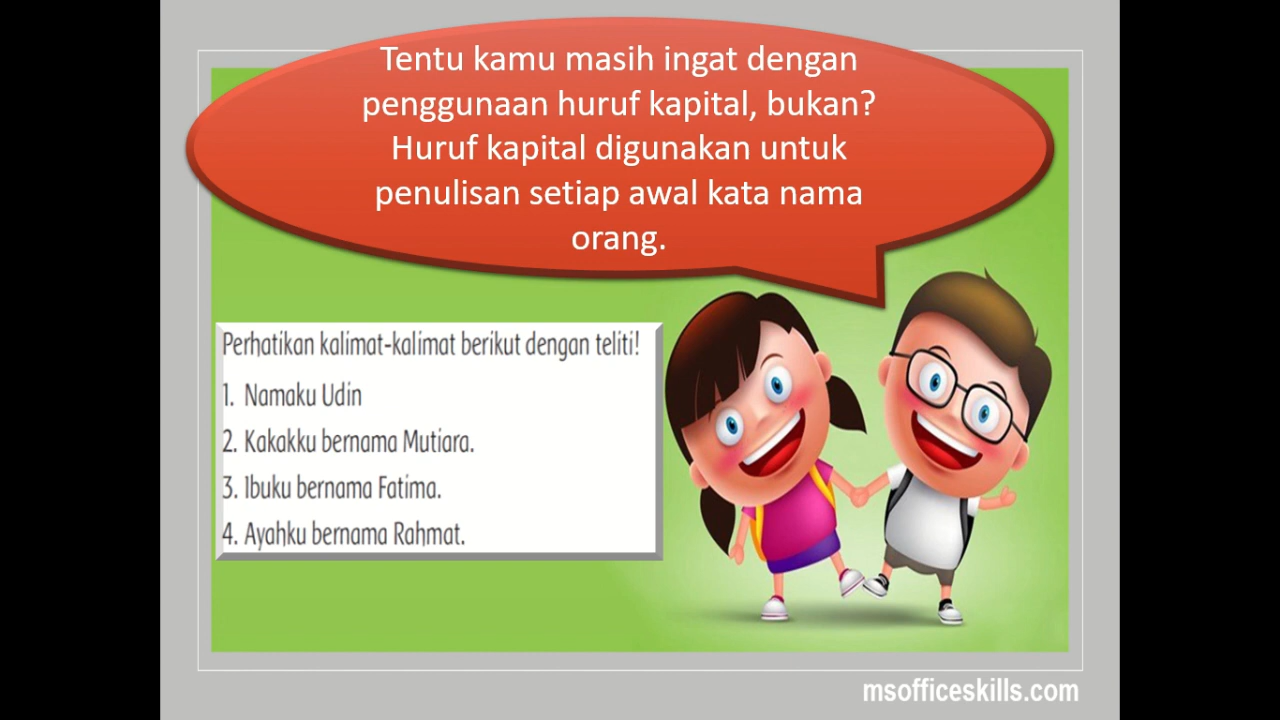 Tentu kamu masih ingat dengan
penggunaan huruf kapital, bukan?
Huruf kapital digunakan untuk
penulisan setiap awal kata nama
orang.
Perhatikan kalimat-kalimat berikut dengan teliti!
1. Namaku Udin
2. Kakakku bernama Mutiara.
3. Ibuku bernama Fatima.
4. Ayahku bernama Rahmat.
msofficeskills.com